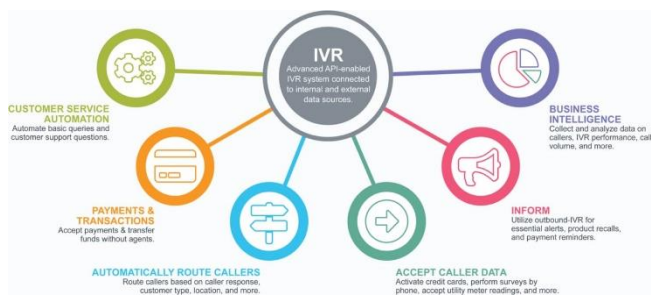 IVR
Advanced API-enabled
IVR system connected
to internal and external
data sources.
CUSTOMER SERVICE
AUTOMATION
Automate basic queries and
customer support questions.
PAYMENTS &
TRANSACTIONS
Accept payments & transfer
funds without agents.
AUTOMATICALLY ROUTE CALLERS
Route callers based on caller response,
customer type, location, and more.
ACCEPT CALLER DATA
Activate credit cards, perform surveys by
phone, accept utility meter readings, and more.
INFORM
Utilize outbound-IVR for
essential alerts, product recalls,
and payment reminders.
BUSINESS
INTELLIGENCE
Collect and analyze data on
callers, IVR performance, call
volume, and more.